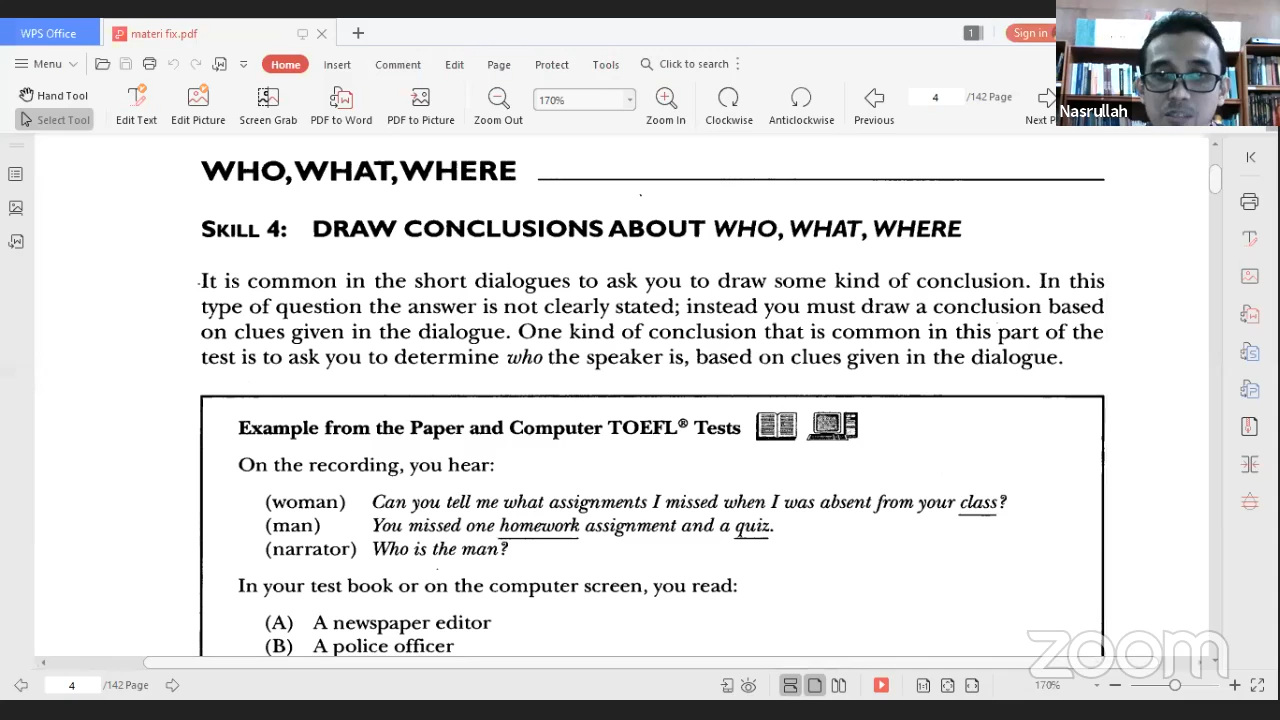 WPS Office
materi fix.pdf
1
Sign in
Menu
Home
Insert
Comment
Edit
Page
Protect
Tools
Click to search
Hand Tool
Select Tool
Edit Text
Edit Picture
Screen Grab
PDF to Word
PDF to Picture
Zoom Out
170%
Zoom In
Clockwise
Anticlockwise
Previous
4
/142 Page
Next P
Nasrullah
WHO, WHAT, WHERE
SKILL 4: DRAW CONCLUSIONS ABOUT WHO, WHAT, WHERE
It is common in the short dialogues to ask you to draw some kind of conclusion. In this
type of question the answer is not clearly stated; instead you must draw a conclusion based
on clues given in the dialogue. One kind of conclusion that is common in this part of the
test is to ask you to determine who the speaker is, based on clues given in the dialogue.
Example from the Paper and Computer TOEFL® Tests
On the recording, you hear:
(woman) Can you tell me what assignments I missed when I was absent from your class?
(man) You missed one homework assignment and a quiz.
(narrator) Who is the man?
In your test book or on the computer screen, you read:
(A) A newspaper editor
(B) A police officer
zoom
4
/142 Page
170%